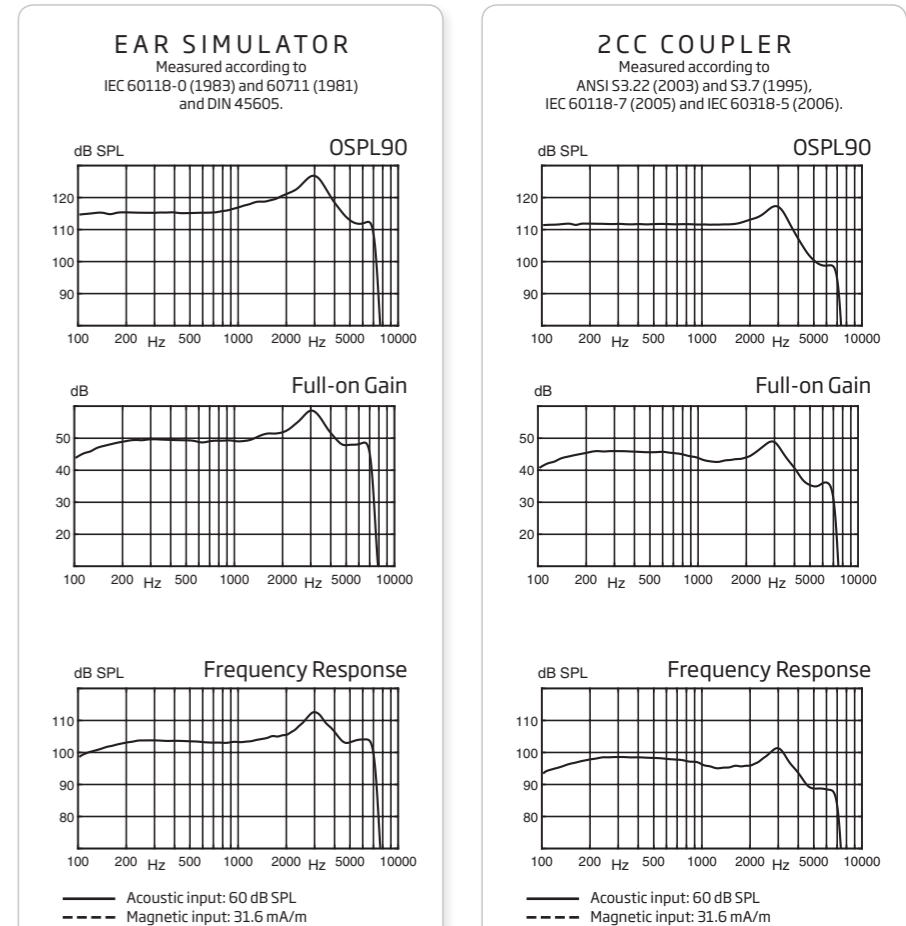 EAR SIMULATOR
Measured according to
IEC 60118-0 (1983) and 60711 (1981)
and DIN 45605.
dB SPL OSPL90
120
110
100
90
100 200 Hz 500 1000 2000 Hz 5000 10000
dB Full-on Gain
50
40
30
20
100 200 Hz 500 1000 2000 Hz 5000 10000
dB SPL Frequency Response
110
100
90
80
100 200 Hz 500 1000 2000 Hz 5000 10000
Acoustic input: 60 dB SPL
Magnetic input: 31.6 mA/m
2CC COUPLER
Measured according to
ANSI S3.22 (2003) and S3.7 (1995),
IEC 60118-7 (2005) and IEC 60318-5 (2006).
dB SPL OSPL90
120
110
100
90
100 200 Hz 500 1000 2000 Hz 5000 10000
dB Full-on Gain
50
40
30
20
100 200 Hz 500 1000 2000 Hz 5000 10000
dB SPL Frequency Response
110
100
90
80
100 200 Hz 500 1000 2000 Hz 5000 10000
Acoustic input: 60 dB SPL
Magnetic input: 31.6 mA/m